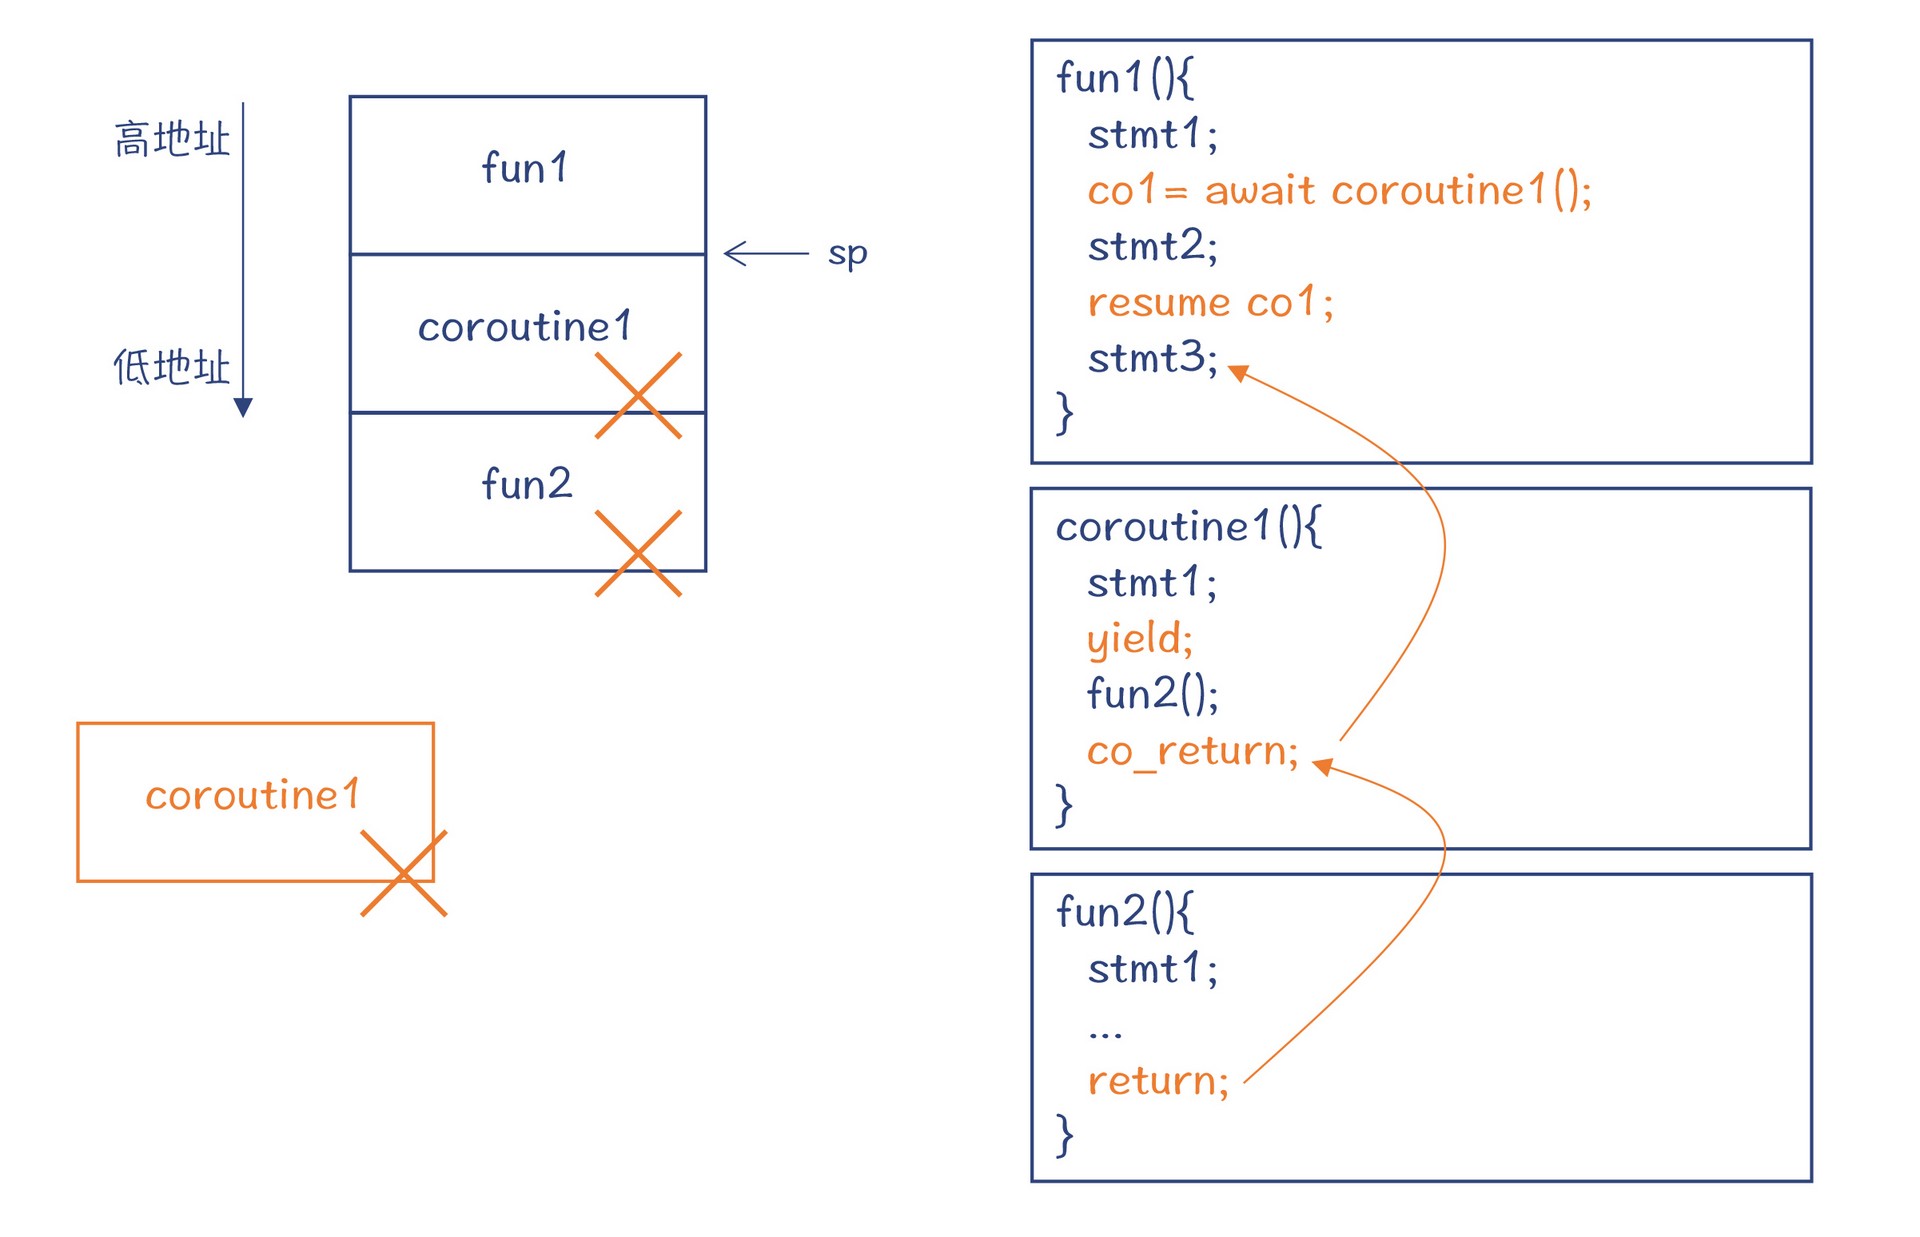 高地址
低地址
fun1
sp
coroutine1
fun2
coroutine1
fun1(){
stmt1;
co1= await coroutine1();
stmt2;
resume co1;
stmt3;
}
coroutine1(){
stmt1;
yield;
fun2();
co_return;
}
fun2(){
stmt1;
...
return;
}